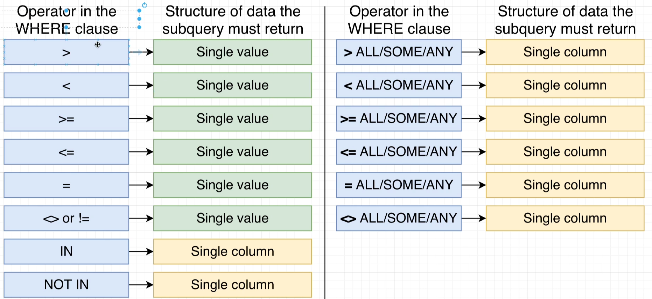 Operator in the
WHERE clause
Structure of data the
subquery must return
> Single value
< Single value
>= Single value
<= Single value
= Single value
<> or != Single value
IN Single column
NOT IN Single column
Operator in the
WHERE clause
Structure of data the
subquery must return
> ALL/SOME/ANY Single column
< ALL/SOME/ANY Single column
>= ALL/SOME/ANY Single column
<= ALL/SOME/ANY Single column
= ALL/SOME/ANY Single column
<> ALL/SOME/ANY Single column